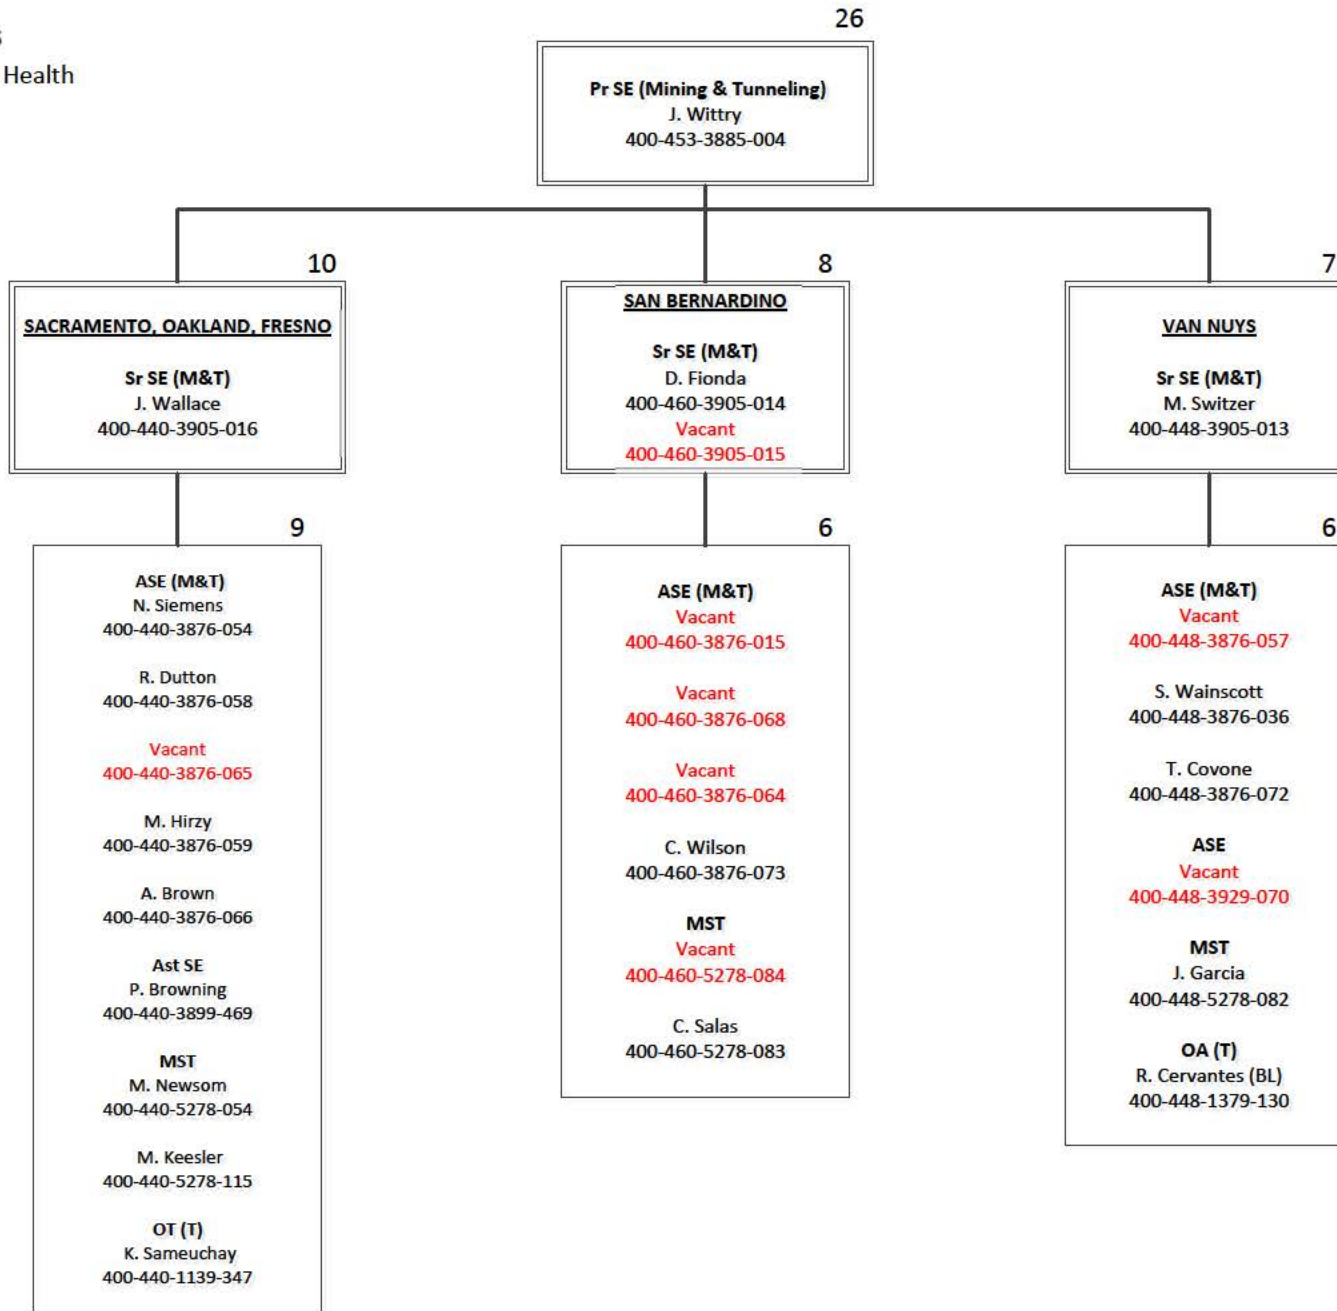 Health
26
Pr SE (Mining & Tunneling)
J. Wittry
400-453-3885-004
10
SACRAMENTO, OAKLAND, FRESNO
Sr SE (M&T)
J. Wallace
400-440-3905-016
9
ASE (M&T)
N. Siemens
400-440-3876-054
R. Dutton
400-440-3876-058
Vacant
400-440-3876-065
M. Hirzy
400-440-3876-059
A. Brown
400-440-3876-066
Ast SE
P. Browning
400-440-3899-469
MST
M. Newsom
400-440-5278-054
M. Keesler
400-440-5278-115
OT (T)
K. Sameuchay
400-440-1139-347
8
SAN BERNARDINO
Sr SE (M&T)
D. Fionda
400-460-3905-014
Vacant
400-460-3905-015
6
ASE (M&T)
Vacant
400-460-3876-015
Vacant
400-460-3876-068
Vacant
400-460-3876-064
C. Wilson
400-460-3876-073
MST
Vacant
400-460-5278-084
C. Salas
400-460-5278-083
7
VAN NUYS
Sr SE (M&T)
M. Switzer
400-448-3905-013
6
ASE (M&T)
Vacant
400-448-3876-057
S. Wainscott
400-448-3876-036
T. Covone
400-448-3876-072
ASE
Vacant
400-448-3929-070
MST
J. Garcia
400-448-5278-082
OA (T)
R. Cervantes (BL)
400-448-1379-130